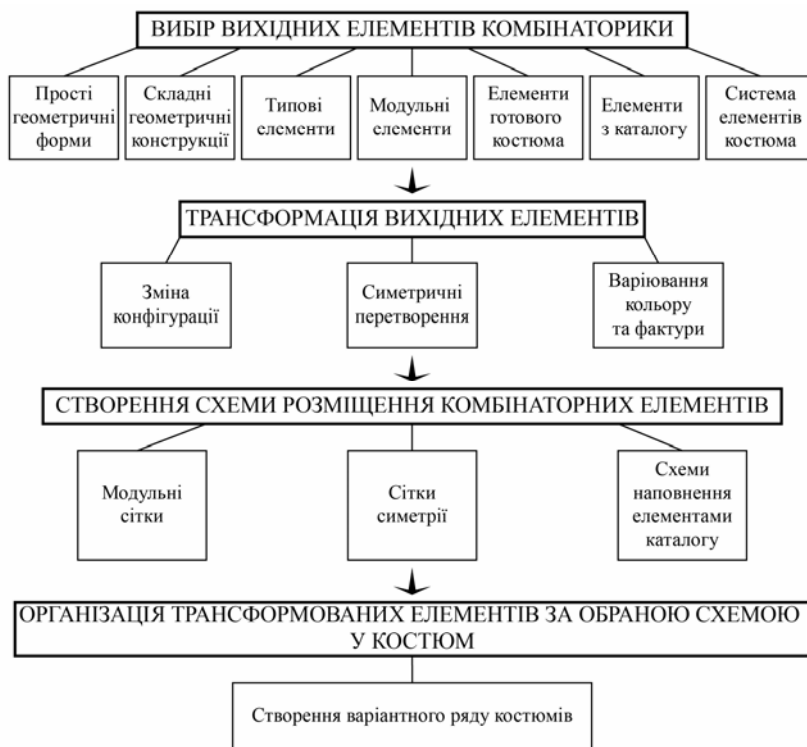 ВИБІР ВИХІДНИХ ЕЛЕМЕНТІВ КОМБІНАТОРИКИ
Прості
геометричні
форми
Складні
геометричні
конструкції
Типові
елементи
Модульні
елементи
Елементи
готового
костюма
Елементи
з каталогу
Система
елементів
костюма
ТРАНСФОРМАЦІЯ ВИХІДНИХ ЕЛЕМЕНТІВ
Зміна
конфігурації
Симетричні
перетворення
Варіювання
кольору
та фактури
СТВОРЕННЯ СХЕМИ РОЗМІЩЕННЯ КОМБІНАТОРНИХ ЕЛЕМЕНТІВ
Модульні
сітки
Сітки
симетрії
Схеми
наповнення
елементами
каталогу
ОРГАНІЗАЦІЯ ТРАНСФОРМОВАНИХ ЕЛЕМЕНТІВ ЗА ОБРАНОЮ СХЕМОЮ
У КОСТЮМ
Створення варіантного ряду костюмів